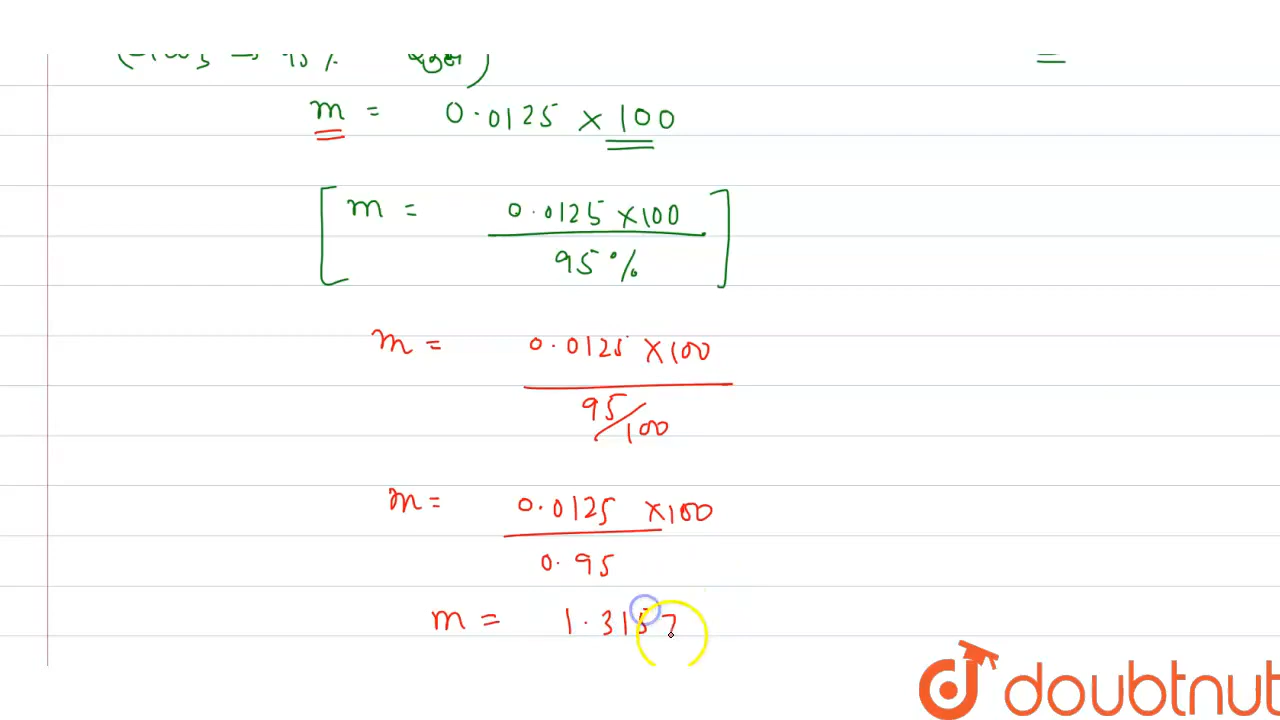 m = 0.0125 × 100
[ m = 0.0125 × 100 ]
95%
m = 0.0125 × 100
95/100
m = 0.0125 × 100
0.95
m = 1.3157
doubtnut